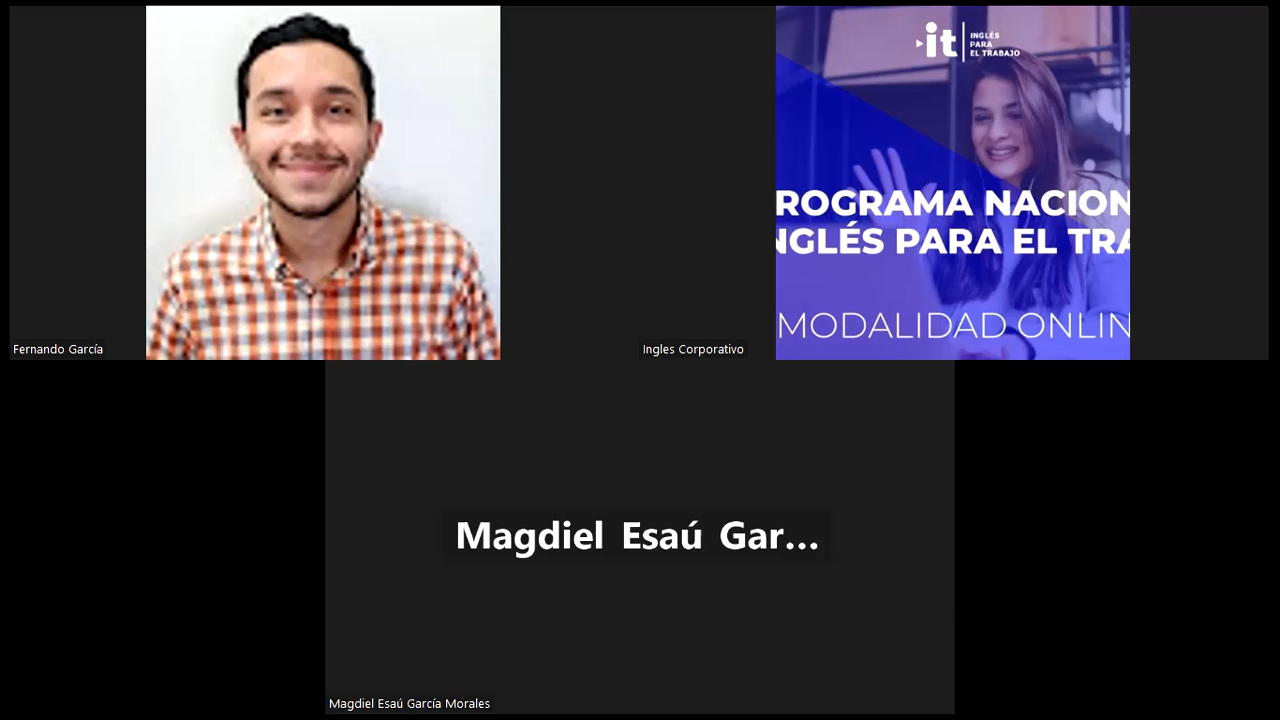 it
INGLÉS
PARA
EL TRABAJO
ROGRAMA NACION
NGLÉS PARA EL TRA
MODALIDAD ONLIN
Fernando García
Ingles Corporativo
Magdiel Esaú Gar...
Magdiel Esaú García Morales